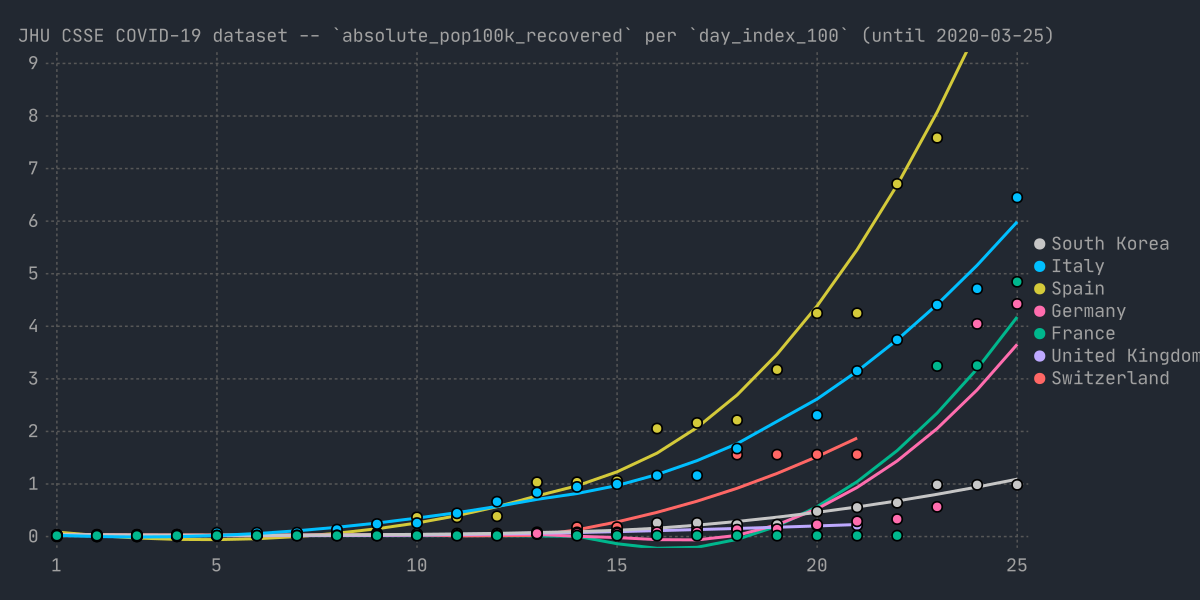 JHU CSSE COVID-19 dataset -- `absolute_pop100k_recovered` per `day_index_100` (until 2020-03-25)
9
8
7
6
5
4
3
2
1
0
1 5 10 15 20 25
South Korea
Italy
Spain
Germany
France
United Kingdom
Switzerland